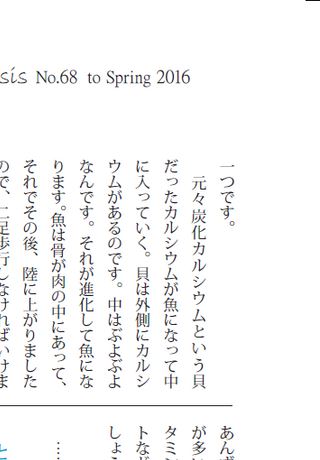 sis No.68 to Spring 2016
一つです。
元々炭化カルシウムという貝
だったカルシウムが魚になって中
に入っていく。貝は外側にカルシ
ウムがあるのです。中はぶよぶよ
なんです。それが進化して魚にな
ります。魚は骨が肉の中にあって、
それでその後、陸に上がりました
ので、二足歩行しなければいけま
あんず
が多い
タミン
トなど
しょう
……